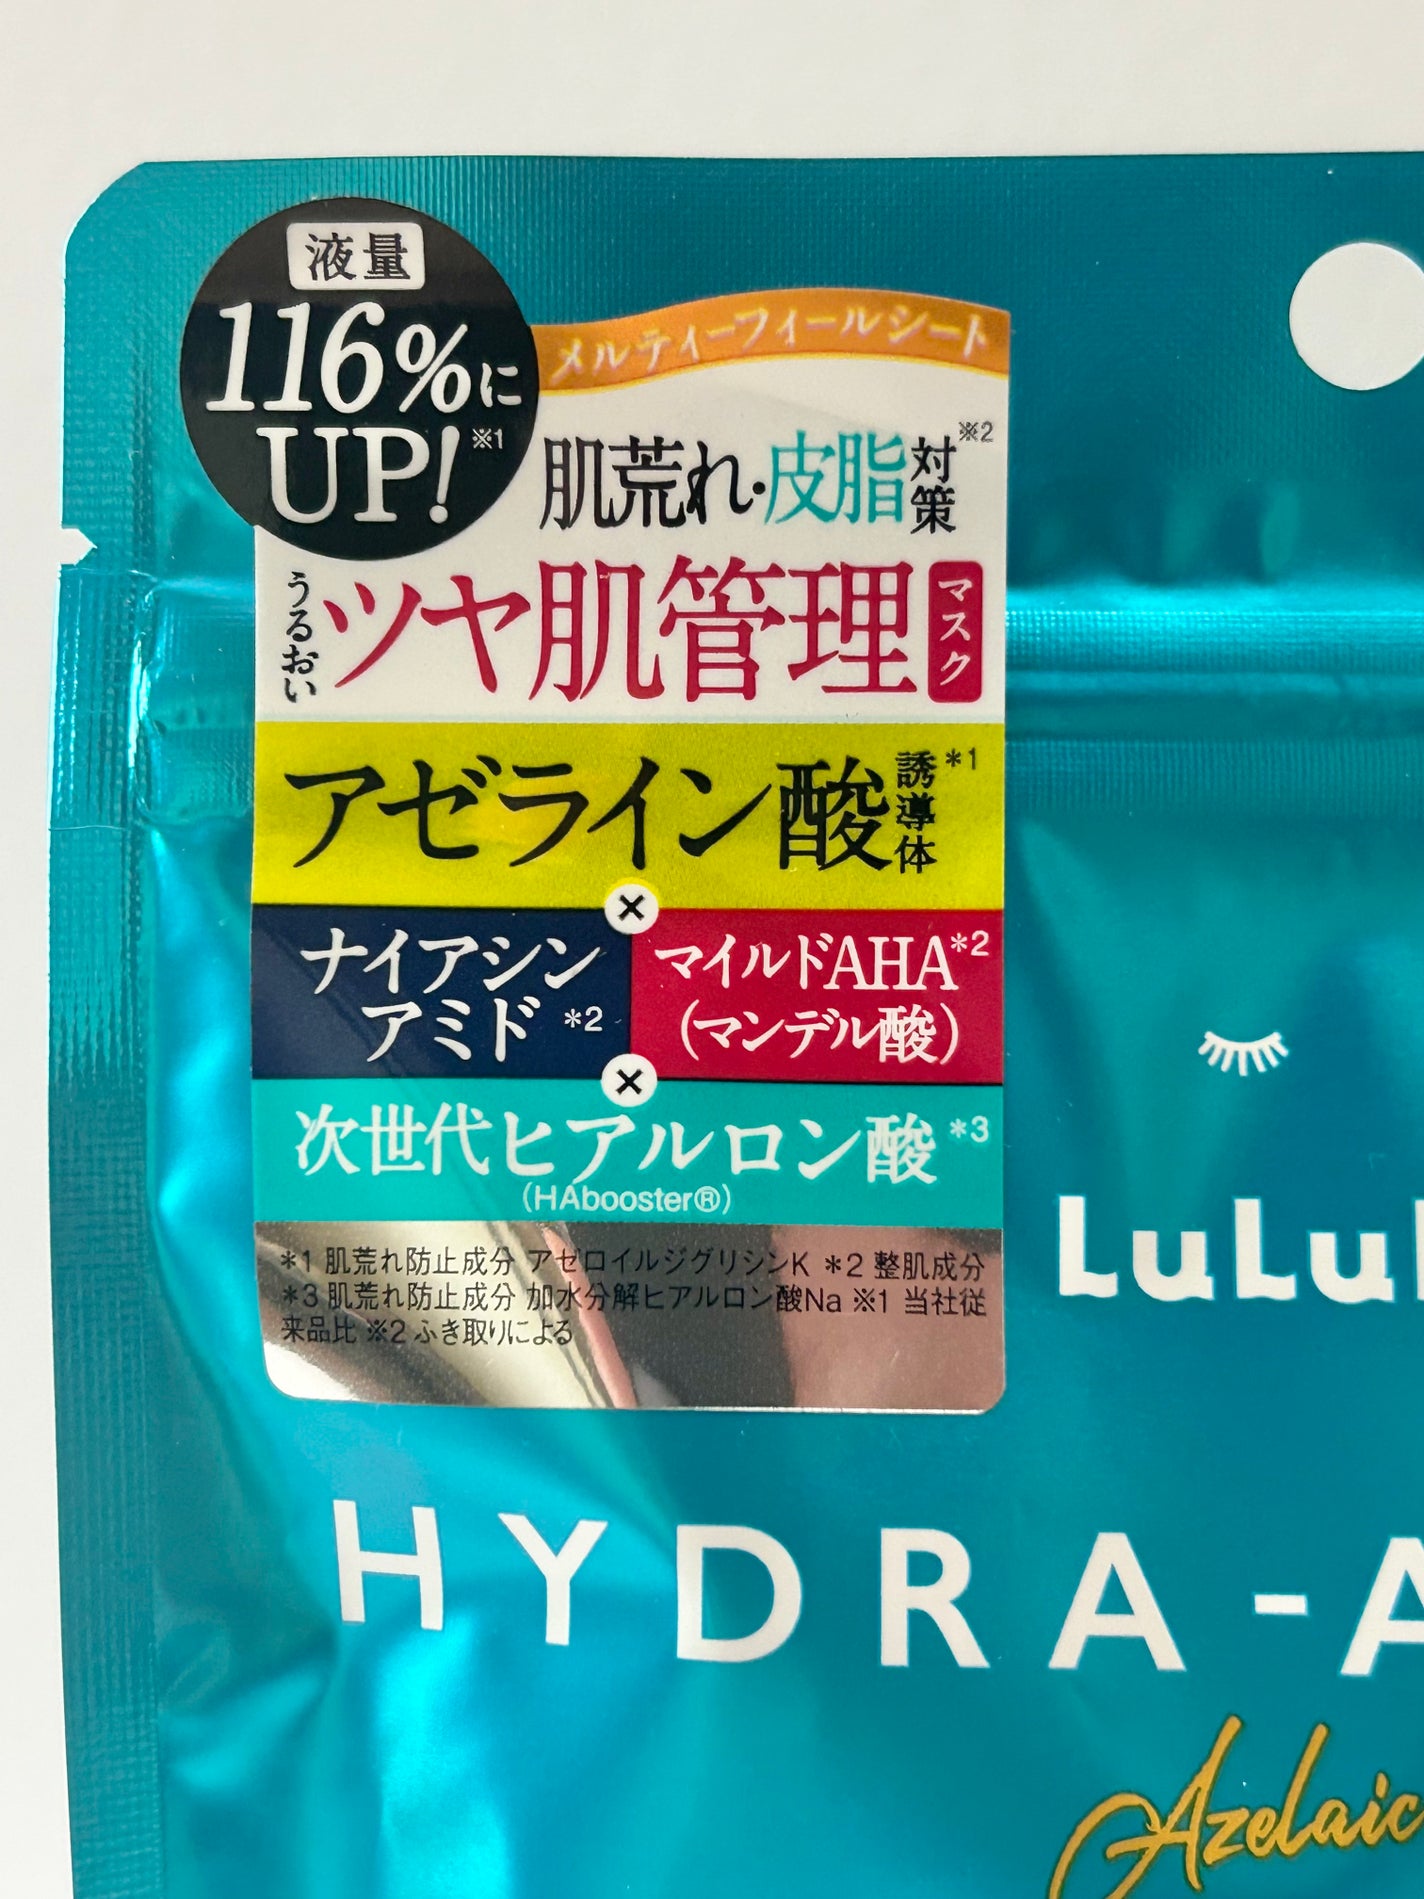 液量
116%に
UP!※1
メルティーフィールシート
肌荒れ・皮脂対策※2
うるおい
ツヤ肌管理
マスク
アゼライン酸誘導体*1
×
ナイアシン
アミド*2
マイルドAHA*2
(マンデル酸)
×
次世代ヒアルロン酸*3
(HAbooster®)
*1 肌荒れ防止成分 アゼロイルジグリシンK *2 整肌成分
*3 肌荒れ防止成分 加水分解ヒアルロン酸Na ※1 当社従
来品比 ※2 ふき取りによる
LuLu
HYDRA-A
Azelaic